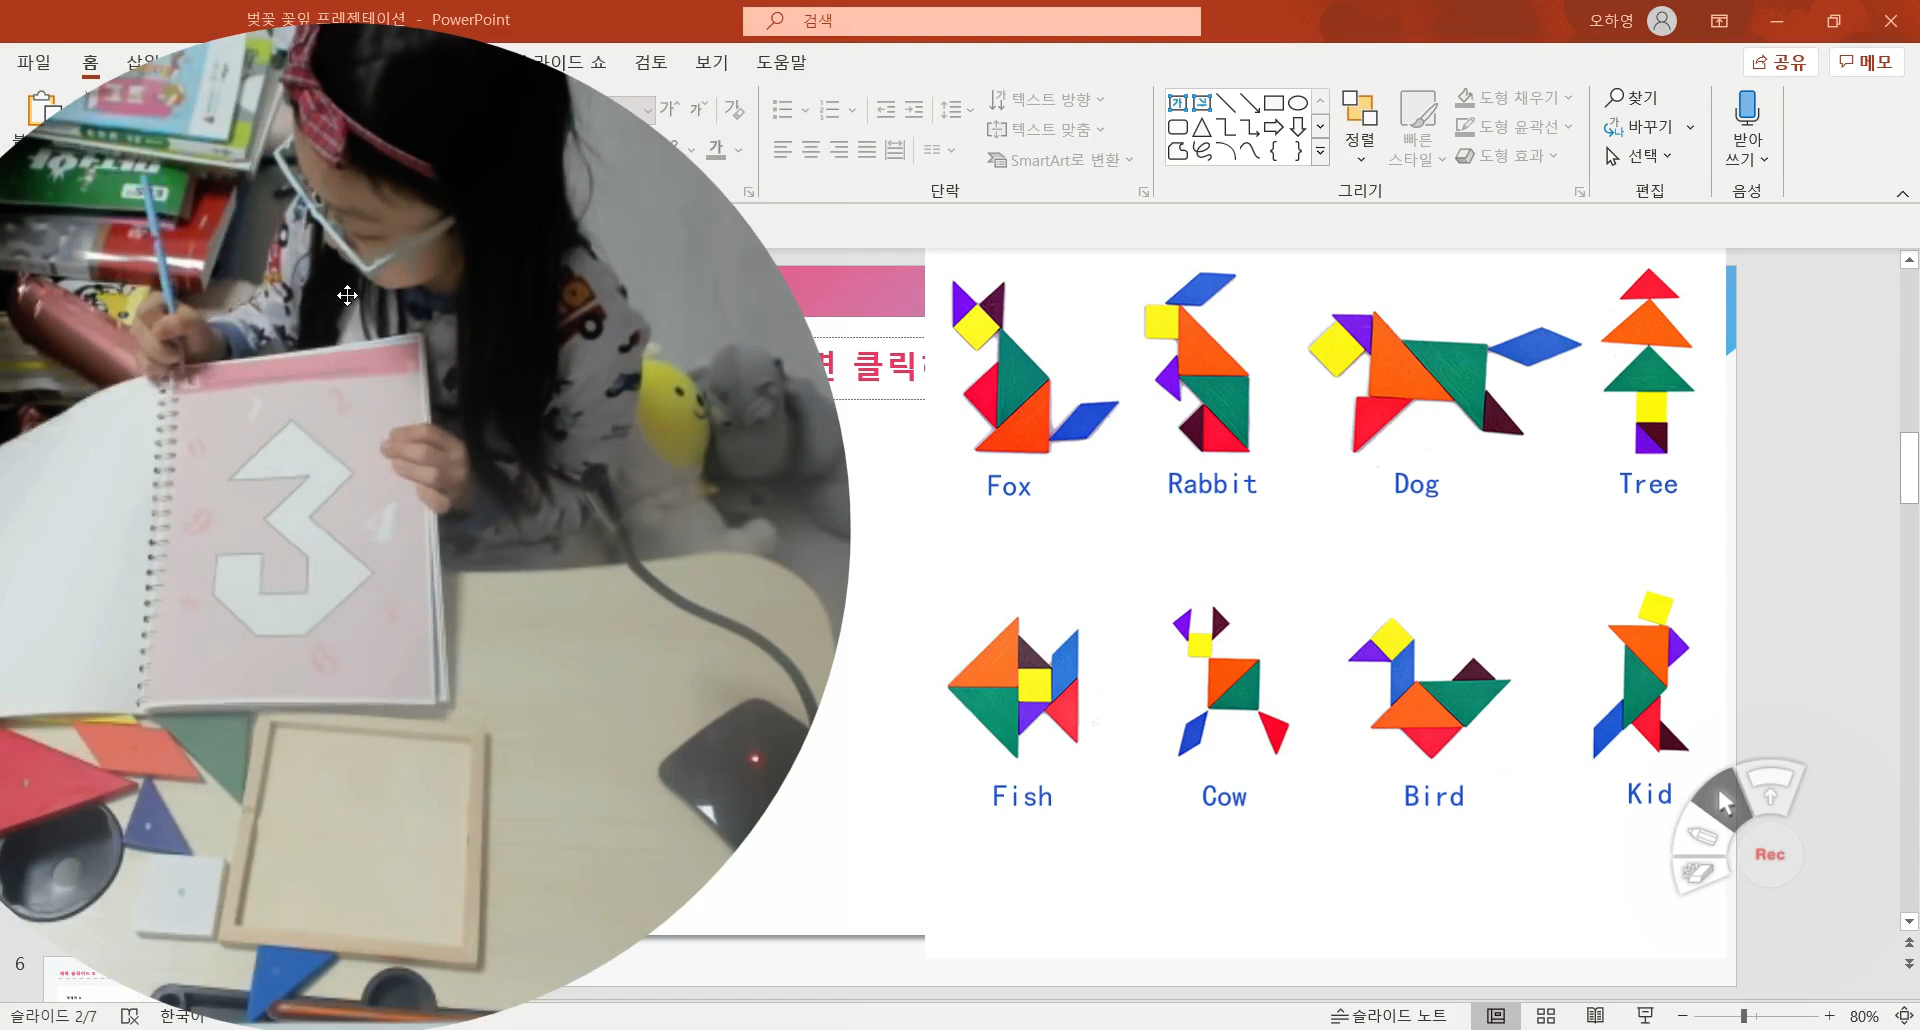 벚꽃 꽃잎 프레젠테이션 - PowerPoint
검색
오하영
파일
홈
삽입
라이드 쇼
검토
보기
도움말
공유
메모
텍스트 방향
텍스트 맞춤
SmartArt로 변환
단락
정렬
빠른
스타일
도형 채우기
도형 윤곽선
도형 효과
그리기
찾기
바꾸기
선택
편집
받아
쓰기
음성
면 클릭
Fox
Rabbit
Dog
Tree
Fish
Cow
Bird
Kid
3
Rec
6
슬라이드 2/7
한국어
슬라이드 노트
80%